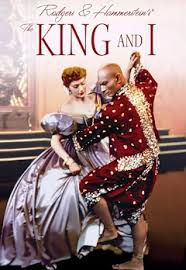 Rodgers & Hammerstein's
The KING AND I